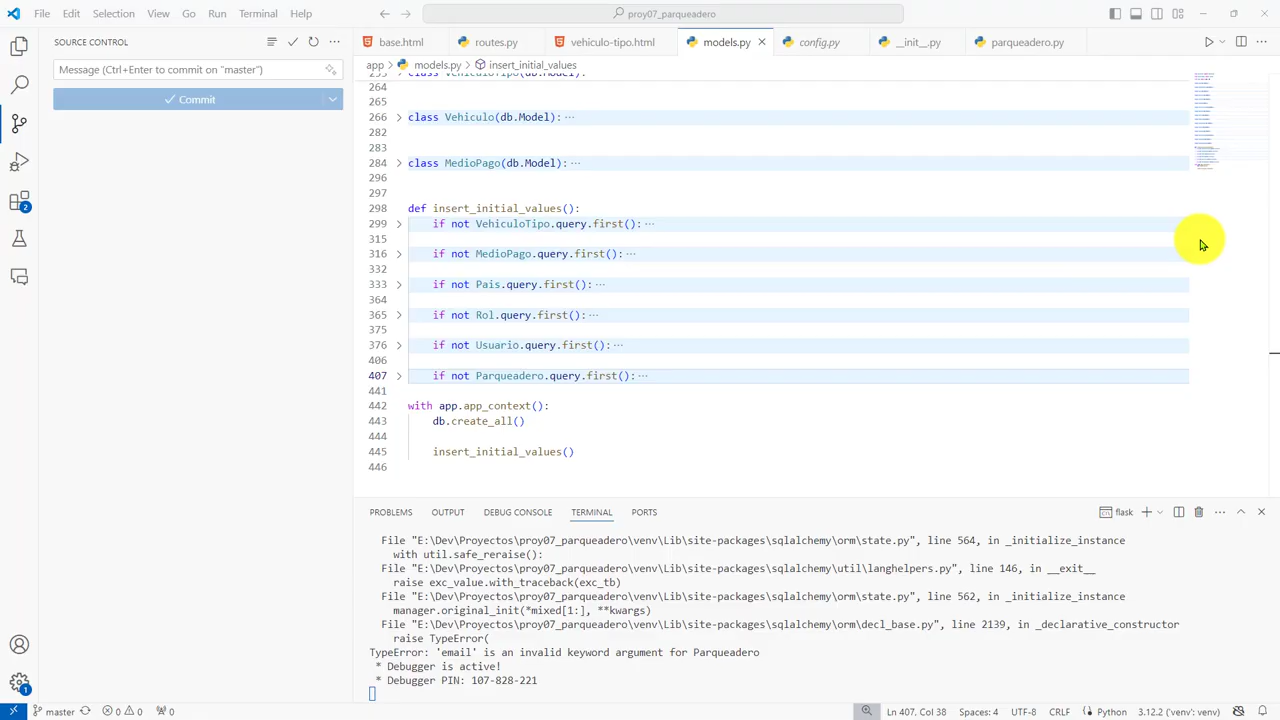 File Edit Selection View Go Run Terminal Help
proy07_parqueadero
SOURCE CONTROL
Message (Ctrl+Enter to commit on "master")
Commit
2
1
base.html routes.py vehiculo-tipo.html models.py config.py __init__.py parqueadero.py
app > models.py > _initial_values
264
265
266 class Vehiculo(db.Model): ···
282
283
284 class MedioPago(db.Model): ···
296
297
298 def insert_initial_values():
299 if not VehiculoTipo.query.first(): ···
315
316 if not MedioPago.query.first(): ···
332
333 if not Pais.query.first(): ···
364
365 if not Rol.query.first(): ···
375
376 if not Usuario.query.first(): ···
406
407 if not Parqueadero.query.first(): ···
441
442 with app.app_context():
443 db.create_all()
444
445 insert_initial_values()
446
PROBLEMS OUTPUT DEBUG CONSOLE TERMINAL PORTS
flask
File "E:\Dev\Proyectos\proy07_parqueadero\venv\Lib\site-packages\sqlalchemy\orm\state.py", line 564, in _initialize_instance
with util.safe_reraise():
File "E:\Dev\Proyectos\proy07_parqueadero\venv\Lib\site-packages\sqlalchemy\util\langhelpers.py", line 146, in __exit__
raise exc_value.with_traceback(exc_tb)
File "E:\Dev\Proyectos\proy07_parqueadero\venv\Lib\site-packages\sqlalchemy\orm\state.py", line 562, in _initialize_instance
manager.original_init(*mixed[1:], **kwargs)
File "E:\Dev\Proyectos\proy07_parqueadero\venv\Lib\site-packages\sqlalchemy\orm\decl_base.py", line 2139, in _declarative_constructor
raise TypeError(
TypeError: 'email' is an invalid keyword argument for Parqueadero
* Debugger is active!
* Debugger PIN: 107-828-221
master 0 0 0
Ln 407, Col 38 Spaces: 4 UTF-8 CRLF Python 3.12.2 ('venv': venv)